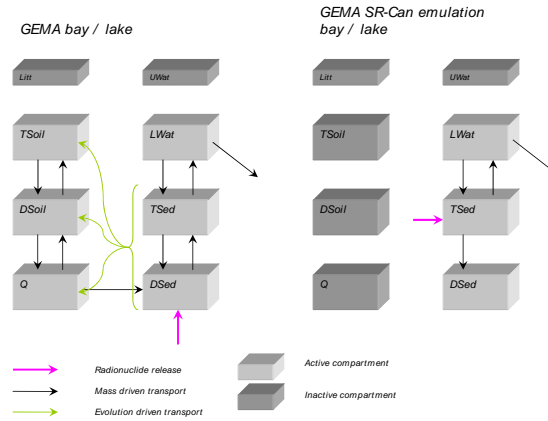 GEMA bay / lake
GEMA SR-Can emulation
bay / lake
Litt
UWat
Litt
UWat
TSoil
LWat
TSoil
LWat
DSoil
TSed
DSoil
TSed
Q
DSed
Q
DSed
Radionuclide release
Active compartment
Mass driven transport
Inactive compartment
Evolution driven transport